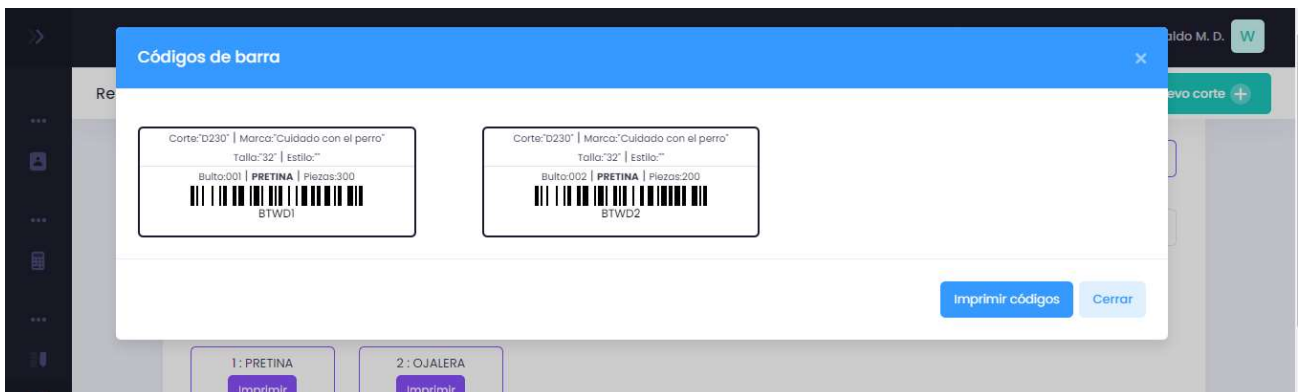 aldo M. D. W
Códigos de barra
×
Re
evo corte +
Corte:"D230" | Marca:"Cuidado con el perro"
Talla:"32" | Estilo:""
Bulto:001 | PRETINA | Piezas:300
BTWD1
Corte:"D230" | Marca:"Cuidado con el perro"
Talla:"32" | Estilo:""
Bulto:002 | PRETINA | Piezas:200
BTWD2
Imprimir códigos Cerrar
1 : PRETINA
Imprimir
2 : OJALERA
Imprimir